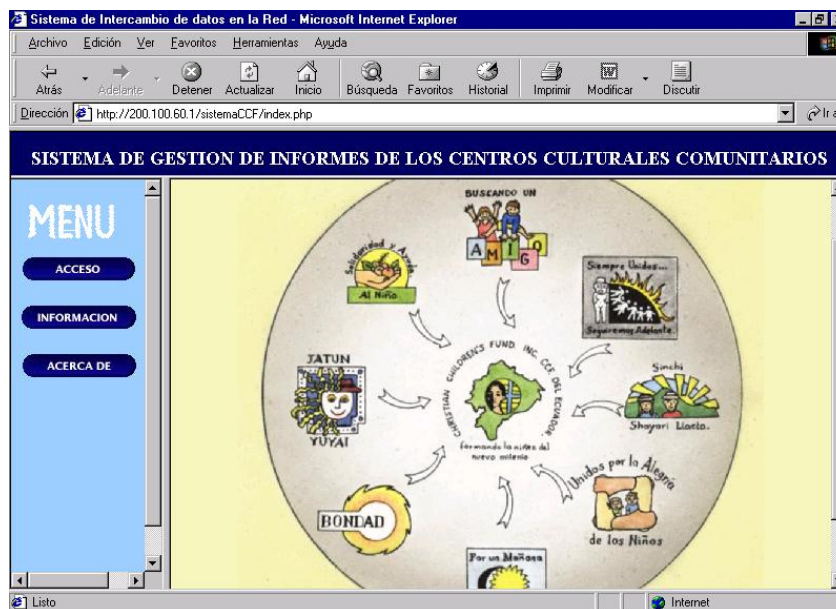 Sistema de Intercambio de datos en la Red - Microsoft Internet Explorer
Archivo Edición Ver Favoritos Herramientas Ayuda
Atrás Adelante Detener Actualizar Inicio Búsqueda Favoritos Historial Imprimir Modificar Discutir
Dirección http://200.100.60.1/sistemaCCF/index.php Ir a
SISTEMA DE GESTION DE INFORMES DE LOS CENTROS CULTURALES COMUNITARIOS
MENU
ACCESO
INFORMACION
ACERCA DE
BUSCANDO UN
AMIGO
Solidaridad y Ayuda
Al Niño.
Siempre Unidos...
Seguiremos Adelante.
JATUN
YUYAI
CHRISTIAN CHILDREN'S FUND. INC. CCF. DEL ECUADOR.
formando la niñez del
nuevo milenio
Sinchi
Shayari Llacta.
BONDAD
Unidos por la Alegría
de los Niños
Por un Mañana
Listo
Internet